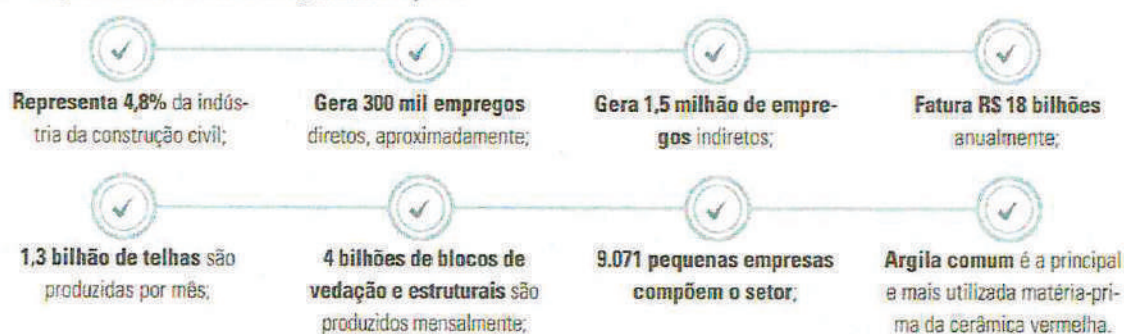 Representa 4,8% da indús-
tria da construção civil;
Gera 300 mil empregos
diretos, aproximadamente;
Gera 1,5 milhão de empre-
gos indiretos;
Fatura R$ 18 bilhões
anualmente;
1,3 bilhão de telhas são
produzidas por mês;
4 bilhões de blocos de
vedação e estruturais são
produzidos mensalmente;
9.071 pequenas empresas
compõem o setor;
Argila comum é a principal
e mais utilizada matéria-pri-
ma da cerâmica vermelha.